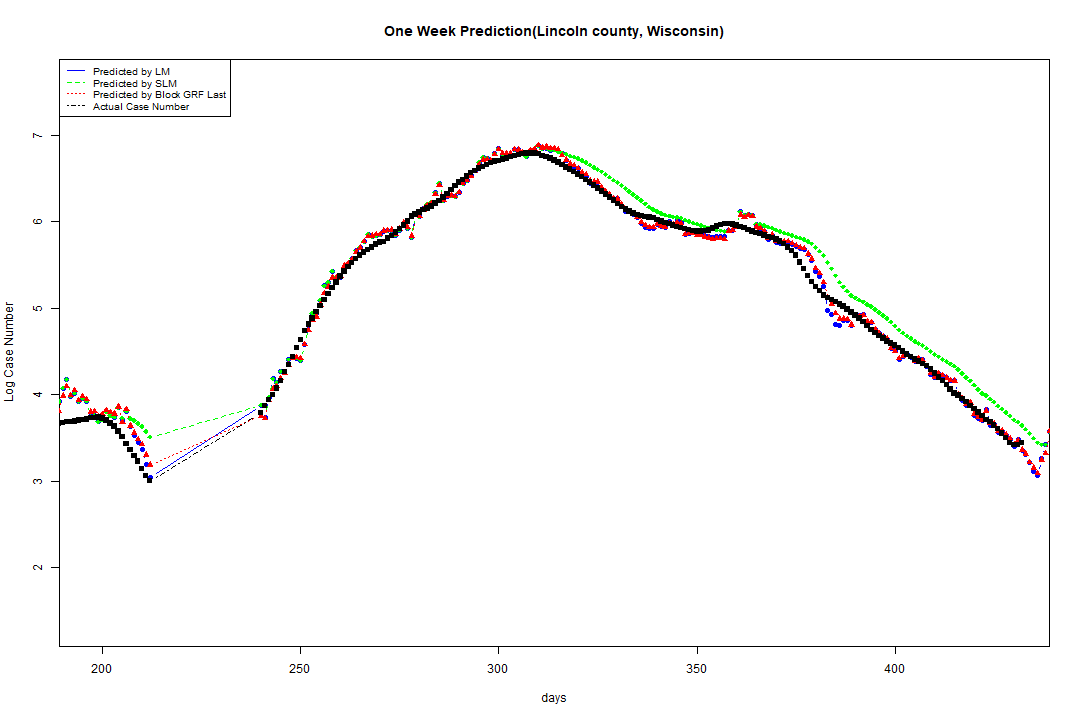 One Week Prediction(Lincoln county, Wisconsin)
Predicted by LM
Predicted by SLM
Predicted by Block GRF Last
Actual Case Number
7
6
5
4
3
2
Log Case Number
200 250 300 350 400
days